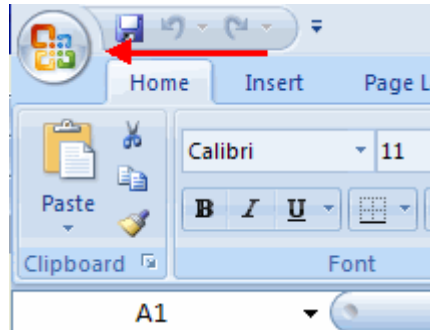 Home Insert Page L
Calibri 11
Paste
B I U
Clipboard Font
A1